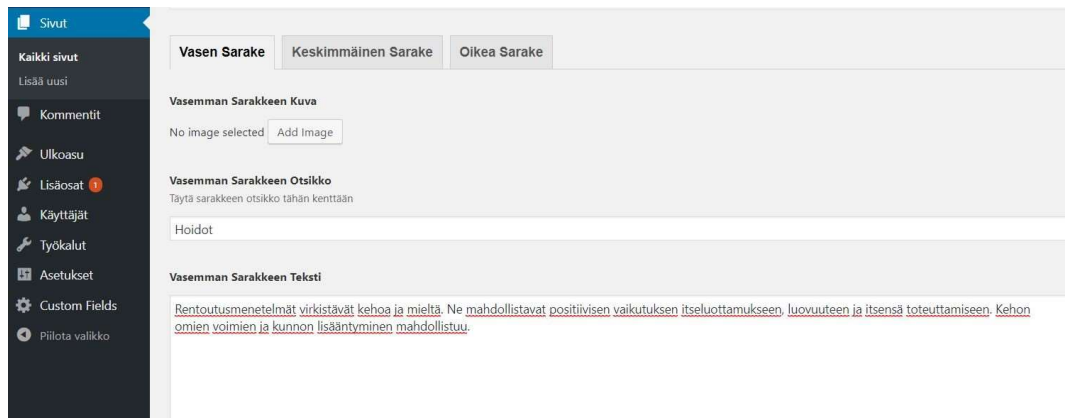 Sivut
Kaikki sivut
Lisää uusi
Kommentit
Ulkoasu
Lisäosat 1
Käyttäjät
Työkalut
Asetukset
Custom Fields
Piilota valikko
Vasen Sarake
Keskimmäinen Sarake
Oikea Sarake
Vasemman Sarakkeen Kuva
No image selected Add Image
Vasemman Sarakkeen Otsikko
Täytä sarakkeen otsikko tähän kenttään
Hoidot
Vasemman Sarakkeen Teksti
Rentoutusmenetelmät virkistävät kehoa ja mieltä. Ne mahdollistavat positiivisen vaikutuksen itseluottamukseen, luovuuteen ja itsensä toteuttamiseen. Kehon
omien voimien ja kunnon lisääntyminen mahdollistuu.